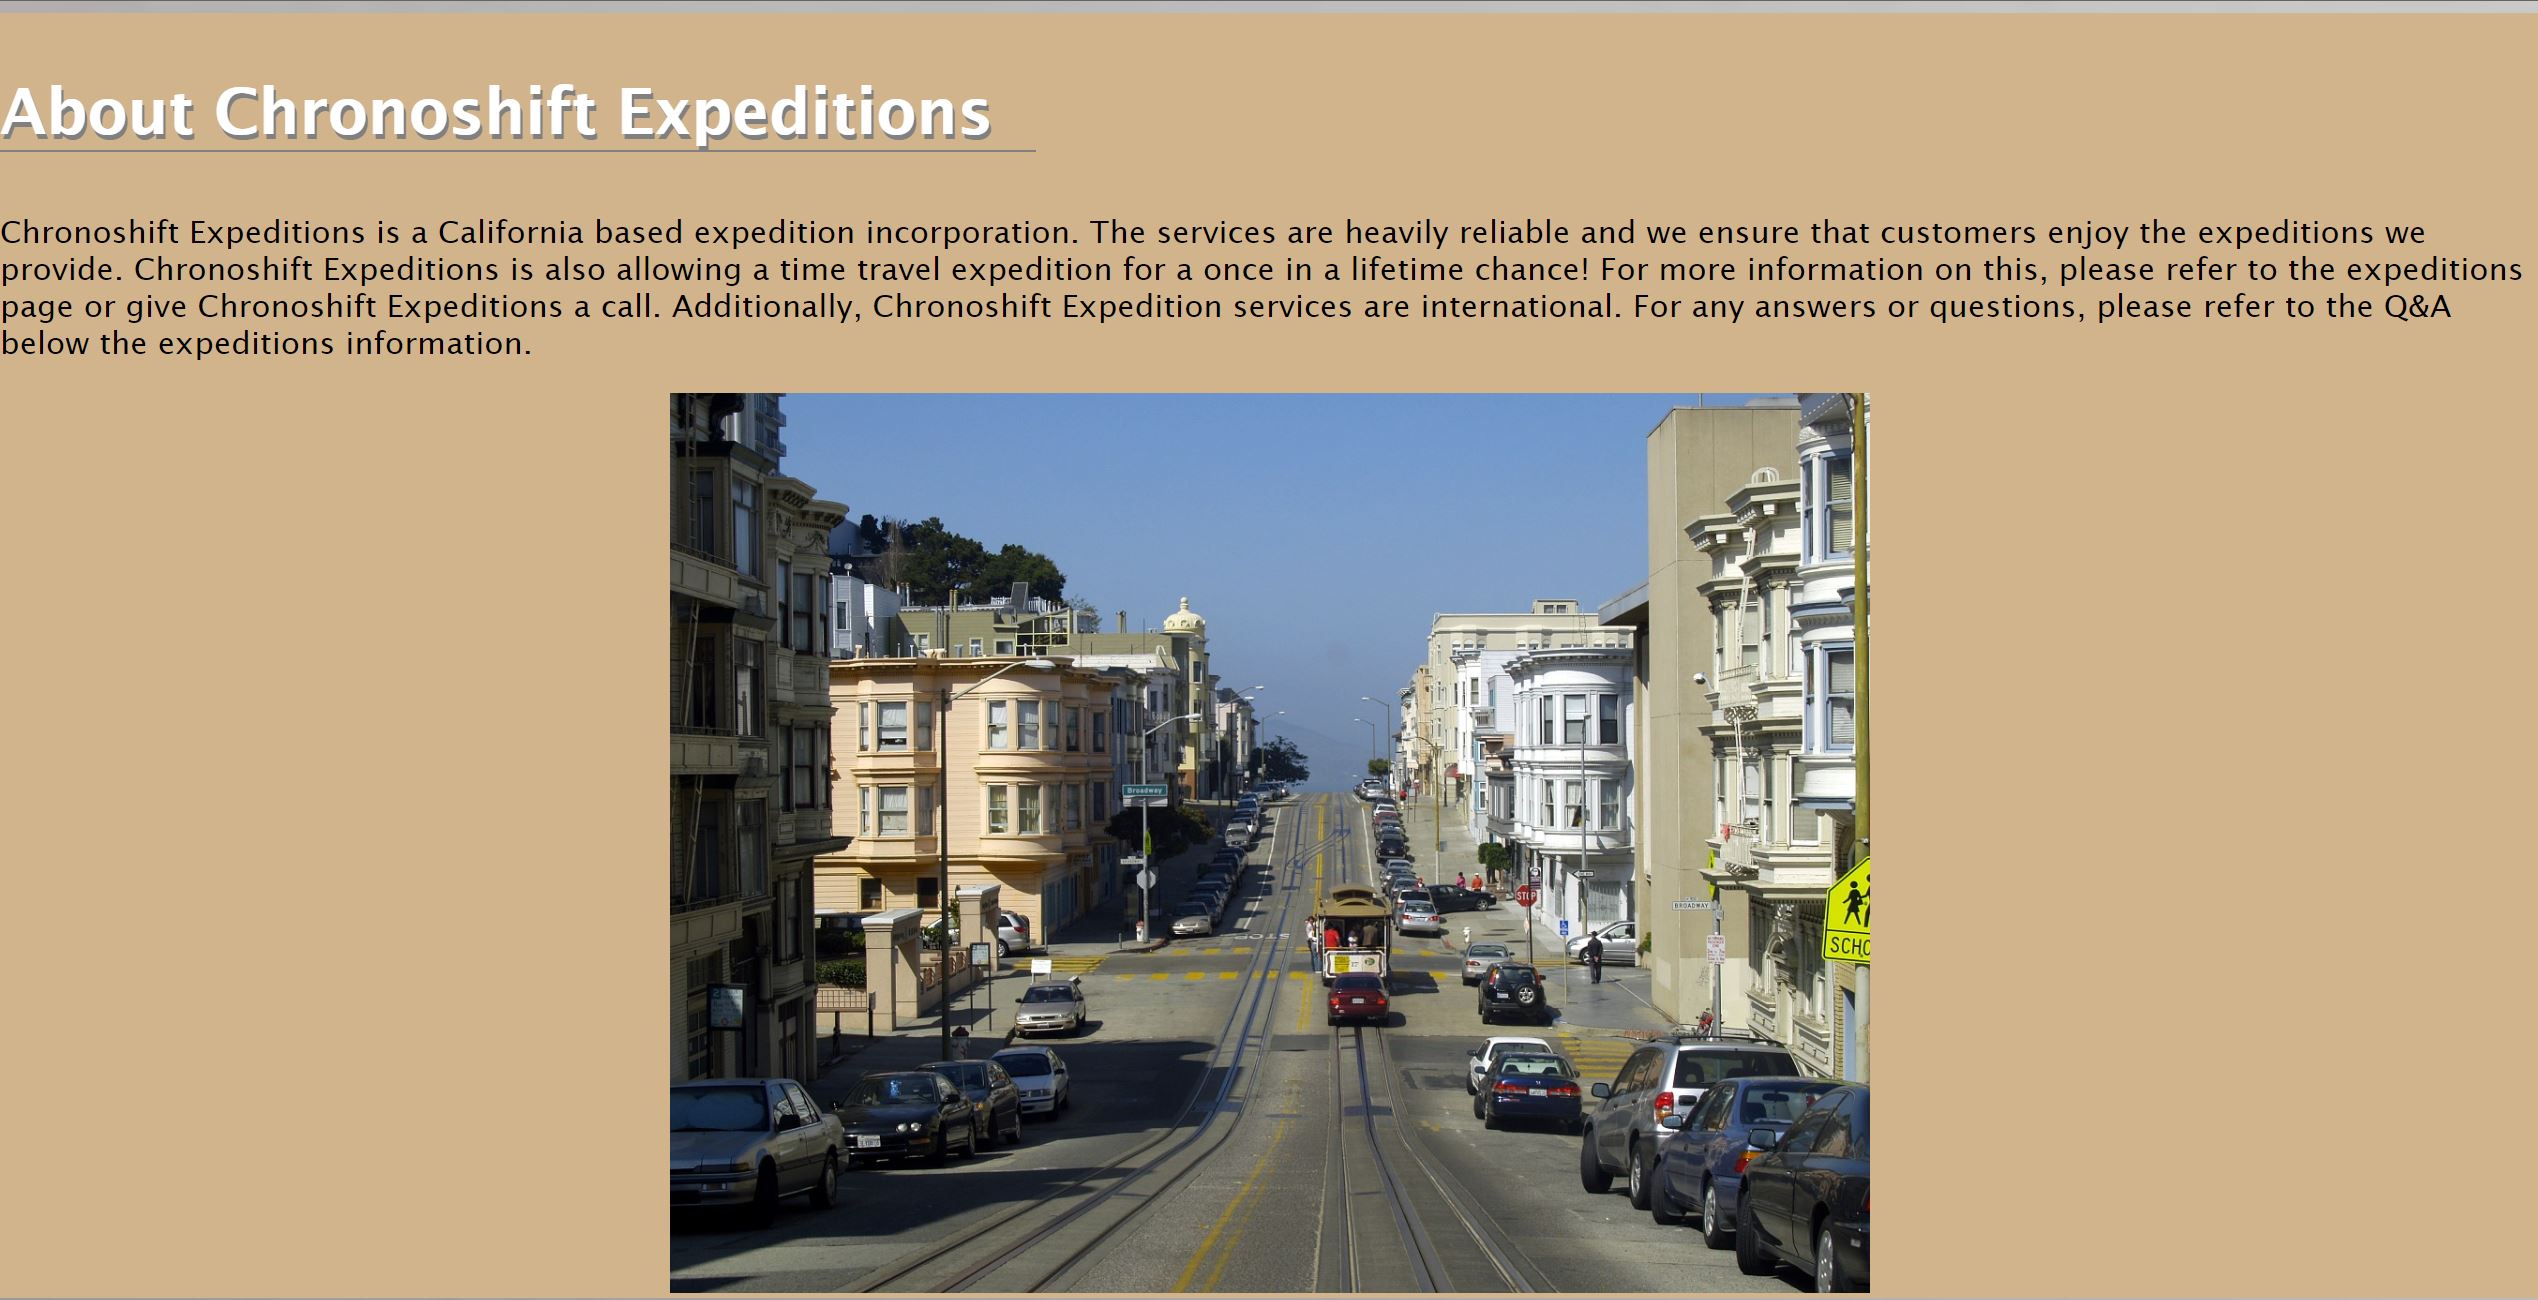 About Chronoshift Expeditions
Chronoshift Expeditions is a California based expedition incorporation. The services are heavily reliable and we ensure that customers enjoy the expeditions we
provide. Chronoshift Expeditions is also allowing a time travel expedition for a once in a lifetime chance! For more information on this, please refer to the expeditions
page or give Chronoshift Expeditions a call. Additionally, Chronoshift Expedition services are international. For any answers or questions, please refer to the Q&A
below the expeditions information.
Broadway
STOP
BROADWAY
STOP
SCHO